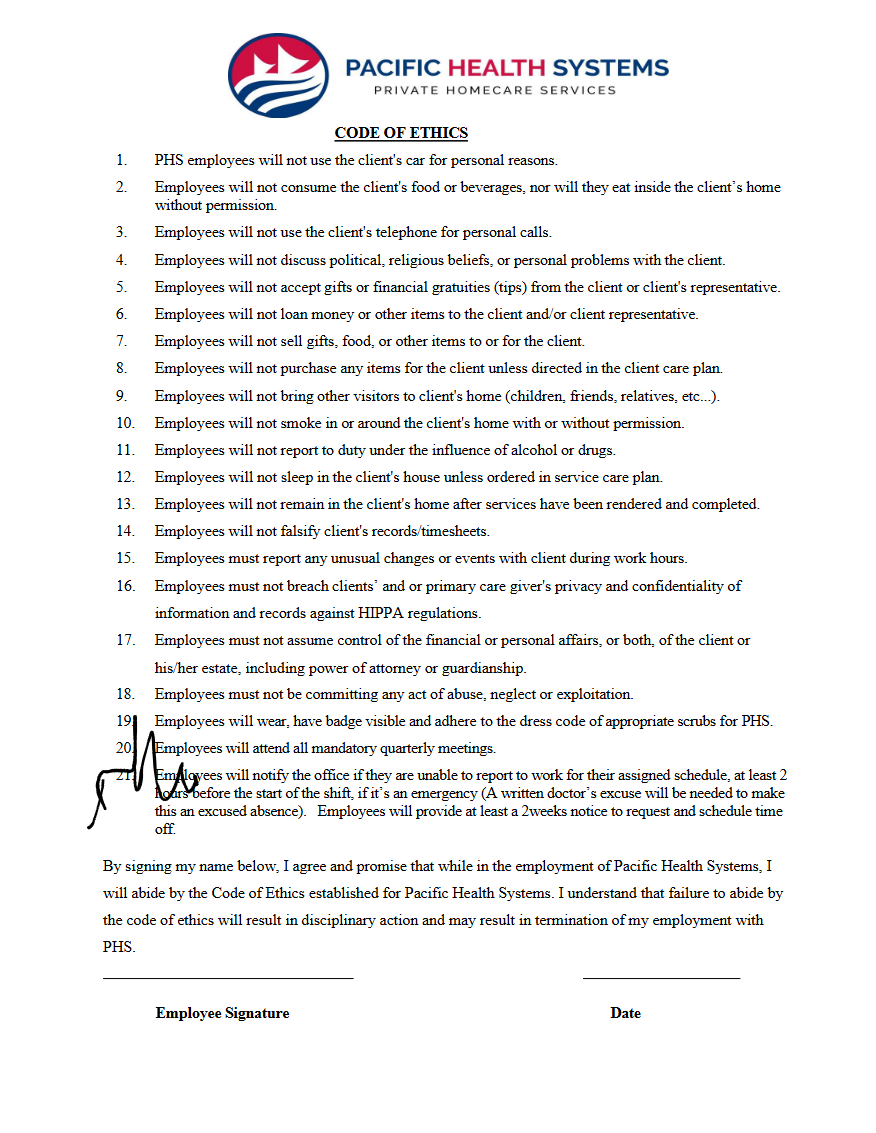 PACIFIC HEALTH SYSTEMS
PRIVATE HOMECARE SERVICES
CODE OF ETHICS
1. PHS employees will not use the client's car for personal reasons.
2. Employees will not consume the client's food or beverages, nor will they eat inside the client’s home
without permission.
3. Employees will not use the client's telephone for personal calls.
4. Employees will not discuss political, religious beliefs, or personal problems with the client.
5. Employees will not accept gifts or financial gratuities (tips) from the client or client's representative.
6. Employees will not loan money or other items to the client and/or client representative.
7. Employees will not sell gifts, food, or other items to or for the client.
8. Employees will not purchase any items for the client unless directed in the client care plan.
9. Employees will not bring other visitors to client's home (children, friends, relatives, etc...).
10. Employees will not smoke in or around the client's home with or without permission.
11. Employees will not report to duty under the influence of alcohol or drugs.
12. Employees will not sleep in the client's house unless ordered in service care plan.
13. Employees will not remain in the client's home after services have been rendered and completed.
14. Employees will not falsify client's records/timesheets.
15. Employees must report any unusual changes or events with client during work hours.
16. Employees must not breach clients’ and or primary care giver's privacy and confidentiality of
information and records against HIPPA regulations.
17. Employees must not assume control of the financial or personal affairs, or both, of the client or
his/her estate, including power of attorney or guardianship.
18. Employees must not be committing any act of abuse, neglect or exploitation.
19. Employees will wear, have badge visible and adhere to the dress code of appropriate scrubs for PHS.
20. Employees will attend all mandatory quarterly meetings.
21. Employees will notify the office if they are unable to report to work for their assigned schedule, at least 2
hours before the start of the shift, if it’s an emergency (A written doctor’s excuse will be needed to make
this an excused absence). Employees will provide at least a 2weeks notice to request and schedule time
off.
By signing my name below, I agree and promise that while in the employment of Pacific Health Systems, I
will abide by the Code of Ethics established for Pacific Health Systems. I understand that failure to abide by
the code of ethics will result in disciplinary action and may result in termination of my employment with
PHS.
Employee Signature Date